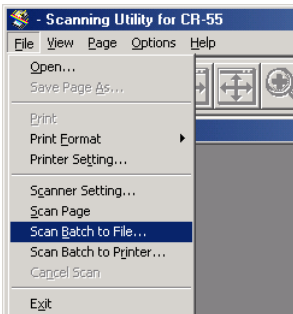 - Scanning Utility for CR-55
File View Page Options Help
Open...
Save Page As...
Print
Print Format
Printer Setting...
Scanner Setting...
Scan Page
Scan Batch to File...
Scan Batch to Printer...
Cancel Scan
Exit